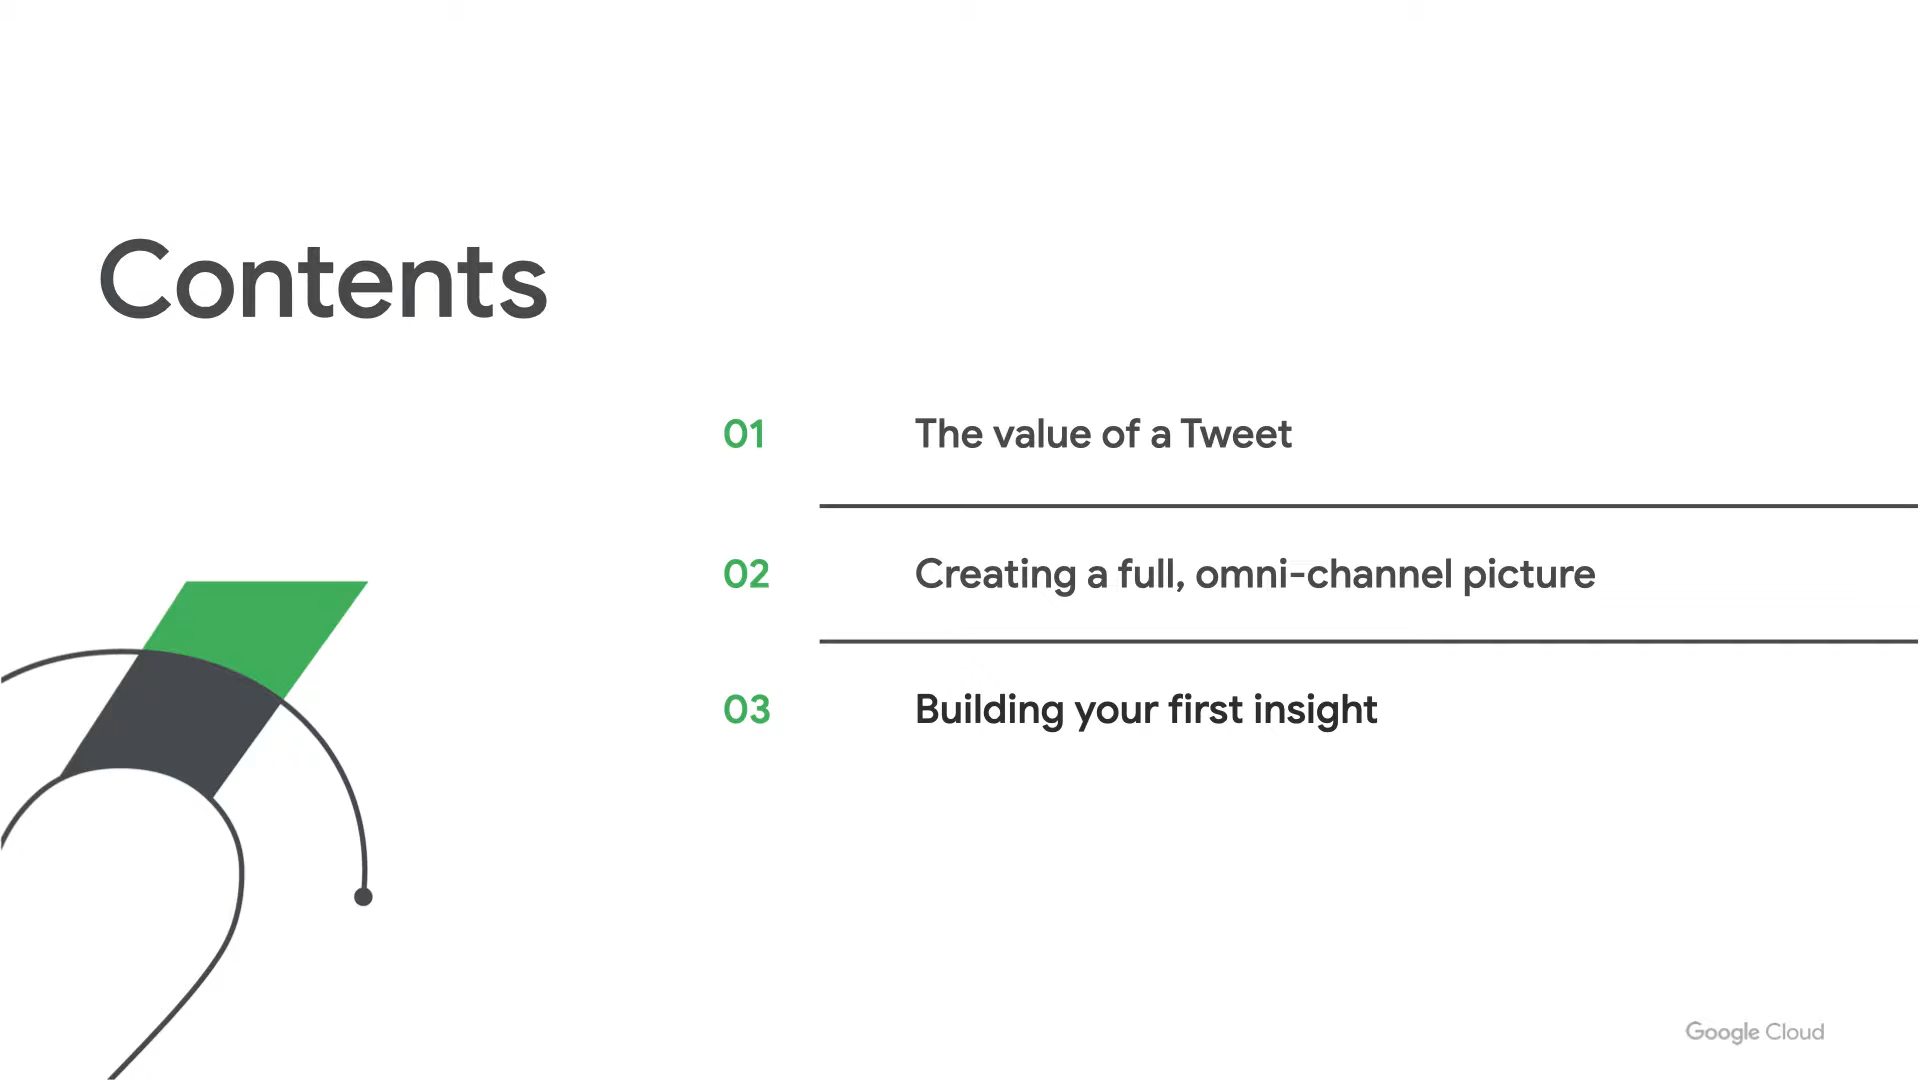 Contents
01 The value of a Tweet
02 Creating a full, omni-channel picture
03 Building your first insight
Google Cloud